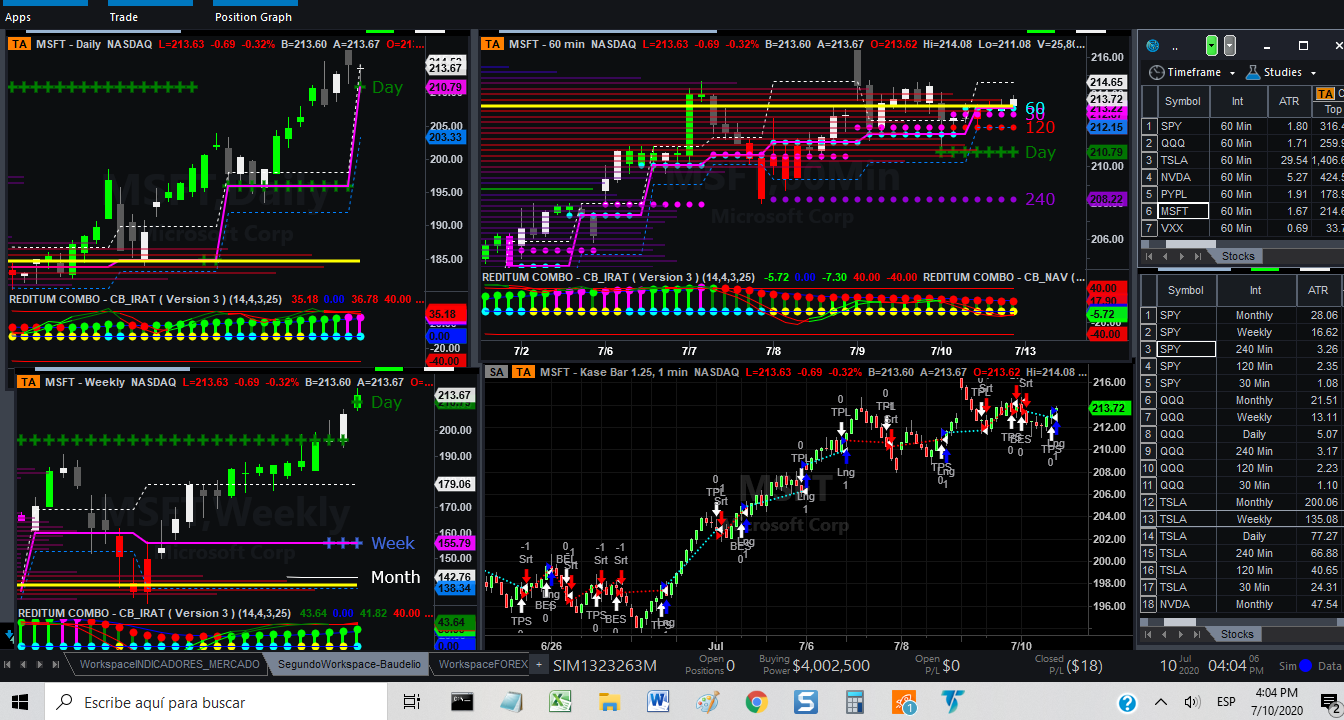 Apps Trade Position Graph
TA MSFT - Daily NASDAQ L=213.63 -0.69 -0.32% B=213.60 A=213.67
213.67
Day
210.79
205.00
203.33
200.00
195.00
190.00
185.00
MSFT,Daily
Microsoft Corp
REDITUM COMBO - CB_IRAT ( Version 3 ) (14,4,3,25) 35.18 0.00 36.78 40.00 ...
35.18
0.00
-20.00
-40.00
TA MSFT - 60 min NASDAQ L=213.63 -0.69 -0.32% B=213.60 A=213.67 O=213.62 Hi=214.08 Lo=211.08 V=25,8(...
216.00
214.65
213.72
60
120
212.15
Day
210.79
210.00
240
208.22
206.00
MSFT,60Min
Microsoft Corp
REDITUM COMBO - CB_IRAT ( Version 3 ) (14,4,3,25) -5.72 0.00 -7.30 40.00 -40.00 REDITUM COMBO - CB_NAV (...
40.00
17.90
-5.72
-20.00
-40.00
7/2 7/6 7/7 7/8 7/9 7/10 7/13
TA MSFT - Weekly NASDAQ L=213.63 -0.69 -0.32% B=213.60 A=213.67
213.67
Day
200.00
179.06
160.00
Week
155.79
150.00
Month
142.76
138.34
MSFT,Weekly
Microsoft Corp
REDITUM COMBO - CB_IRAT ( Version 3 ) (14,4,3,25) 43.64 0.00 41.82 40.00 ...
43.64
SA TA MSFT - Kase Bar 1.25, 1 min NASDAQ L=213.63 -0.69 -0.32% B=213.60 A=213.67 O=213.62 Hi=214.08 ...
216.00
213.72
212.00
210.00
208.00
206.00
204.00
202.00
200.00
198.00
196.00
MSFT
Microsoft Corp
6/26 Jul 7/6 7/8 7/10
Timeframe Studies
Symbol Int ATR
TA
Top
1 SPY 60 Min 1.80 316.4
2 QQQ 60 Min 1.71 259.9
3 TSLA 60 Min 29.54 1,406.6
4 NVDA 60 Min 5.27 424.5
5 PYPL 60 Min 1.91 178.9
6 MSFT 60 Min 1.67 214.6
7 VXX 60 Min 0.69 33.7
Stocks
Symbol Int ATR
1 SPY Monthly 28.06
2 SPY Weekly 16.62
3 SPY 240 Min 3.26
4 SPY 120 Min 2.35
5 SPY 30 Min 1.08
6 QQQ Monthly 21.51
7 QQQ Weekly 13.11
8 QQQ Daily 5.07
9 QQQ 240 Min 3.17
10 QQQ 120 Min 2.23
11 QQQ 30 Min 1.10
12 TSLA Monthly 200.06
13 TSLA Weekly 135.08
14 TSLA Daily 77.27
15 TSLA 240 Min 66.88
16 TSLA 120 Min 40.65
17 TSLA 30 Min 24.31
18 NVDA Monthly 47.54
Stocks
WorkspaceINDICADORES_MERCADO SegundoWorkspace-Baudelio WorkspaceFOREX + SIM1323263M Open Positions 0 Buying Power $4,002,500 Open P/L $0 Closed P/L ($18) 10 Jul 2020 04:04 06 PM Sim Data
Escribe aquí para buscar
ESP
4:04 PM
7/10/2020